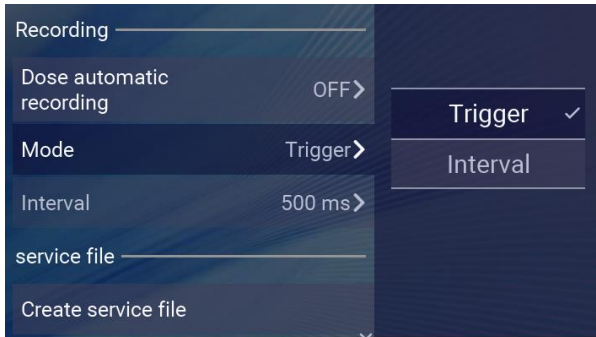 Recording
Dose automatic
recording
OFF
Mode
Trigger
Interval
500 ms
service file
Create service file
Trigger
Interval